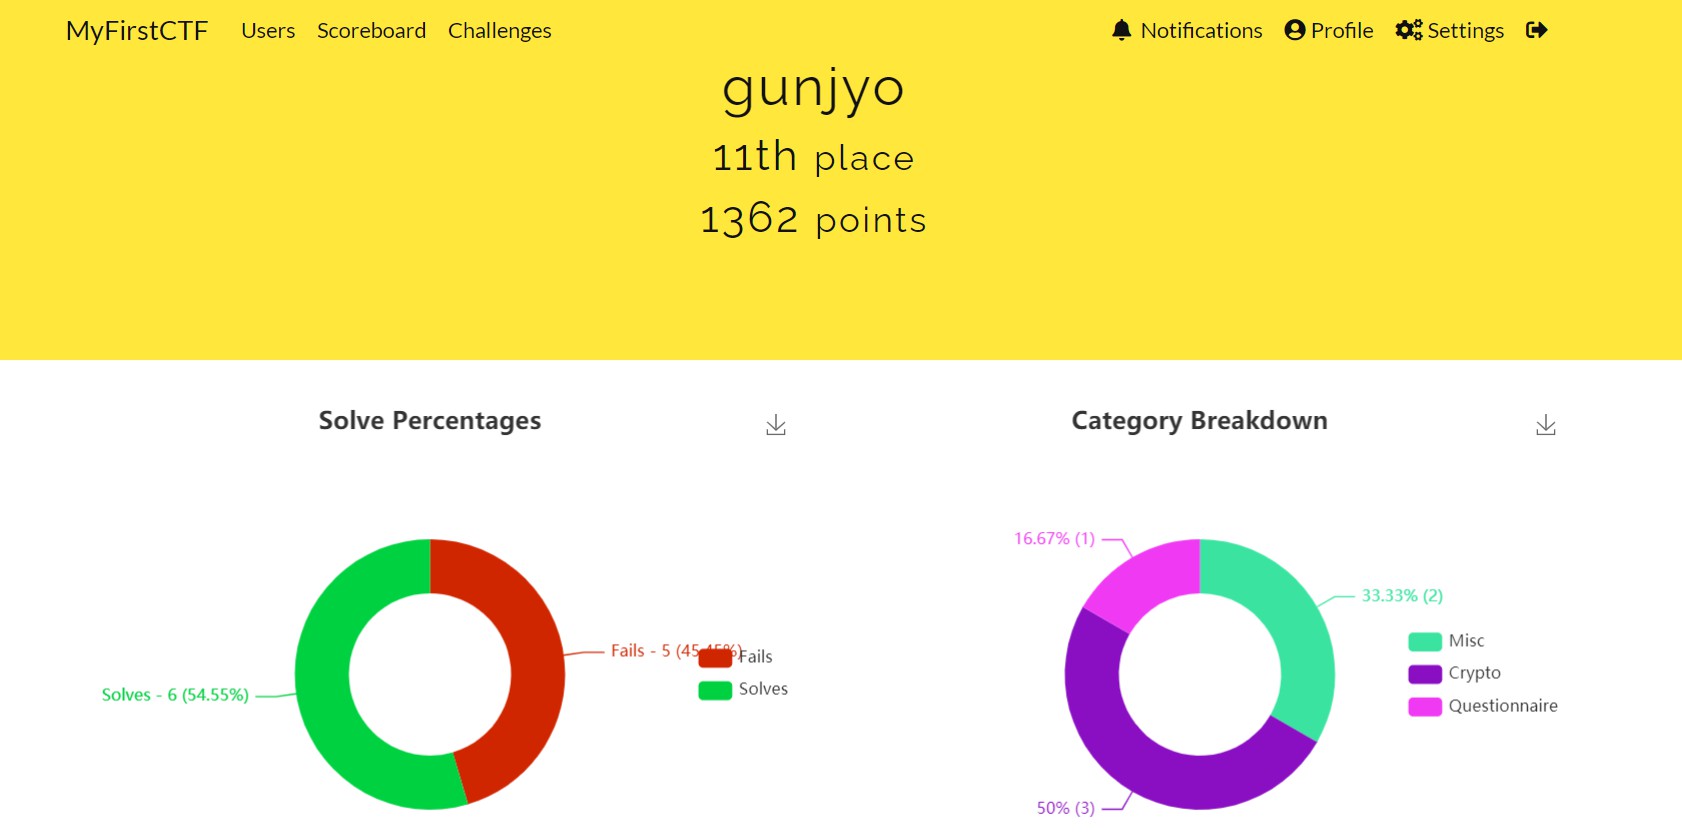 MyFirstCTF Users Scoreboard Challenges Notifications Profile Settings
gunjyo
11th place
1362 points
Solve Percentages
Fails - 5 (45.45%)
Solves - 6 (54.55%)
Fails
Solves
Category Breakdown
16.67% (1)
33.33% (2)
50% (3)
Misc
Crypto
Questionnaire